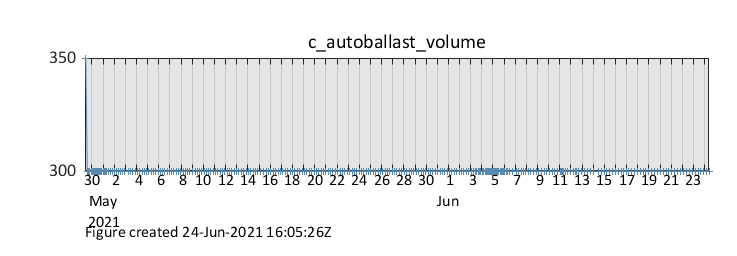 c_autoballast_volume
350
300
30 2 4 6 8 10 12 14 16 18 20 22 24 26 28 30 1 3 5 7 9 11 13 15 17 19 21 23
May Jun
2021
Figure created 24-Jun-2021 16:05:26Z